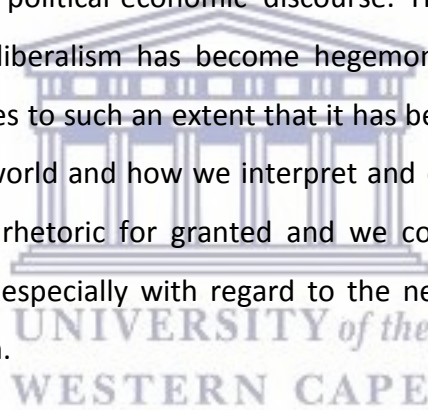 political economic discourse.
liberalism has become hegemon
es to such an extent that it has be
world and how we interpret and
rhetoric for granted and we co
especially with regard to the ne
UNIVERSITY of the
WESTERN CAPE